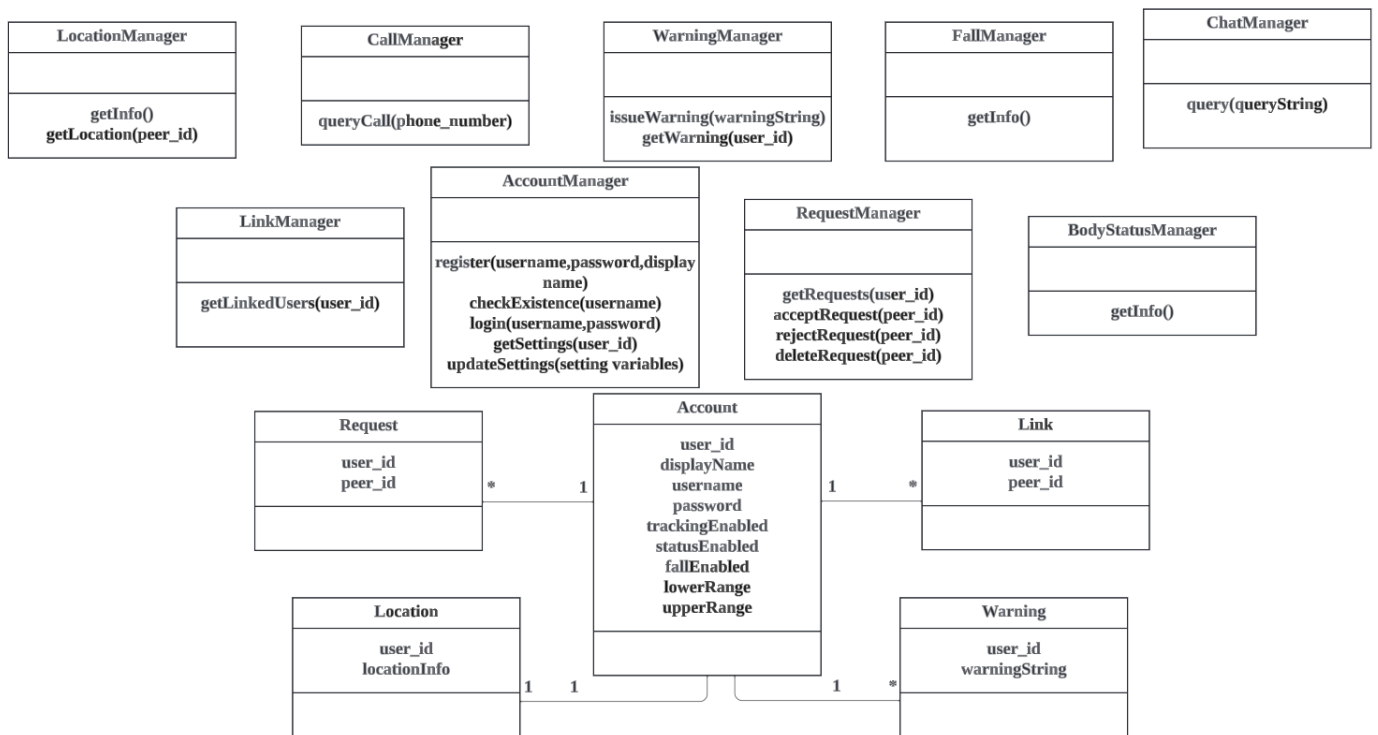 LocationManager
getInfo()
getLocation(peer_id)
CallManager
queryCall(phone_number)
WarningManager
issueWarning(warningString)
getWarning(user_id)
FallManager
getInfo()
ChatManager
query(queryString)
LinkManager
getLinkedUsers(user_id)
AccountManager
register(username,password,display
name)
checkExistence(username)
login(username,password)
getSettings(user_id)
updateSettings(setting variables)
RequestManager
getRequests(user_id)
acceptRequest(peer_id)
rejectRequest(peer_id)
deleteRequest(peer_id)
BodyStatusManager
getInfo()
Request
user_id
peer_id
* 1
Account
user_id
displayName
username
password
trackingEnabled
statusEnabled
fallEnabled
lowerRange
upperRange
1 *
Link
user_id
peer_id
Location
user_id
locationInfo
1 1
1 *
Warning
user_id
warningString